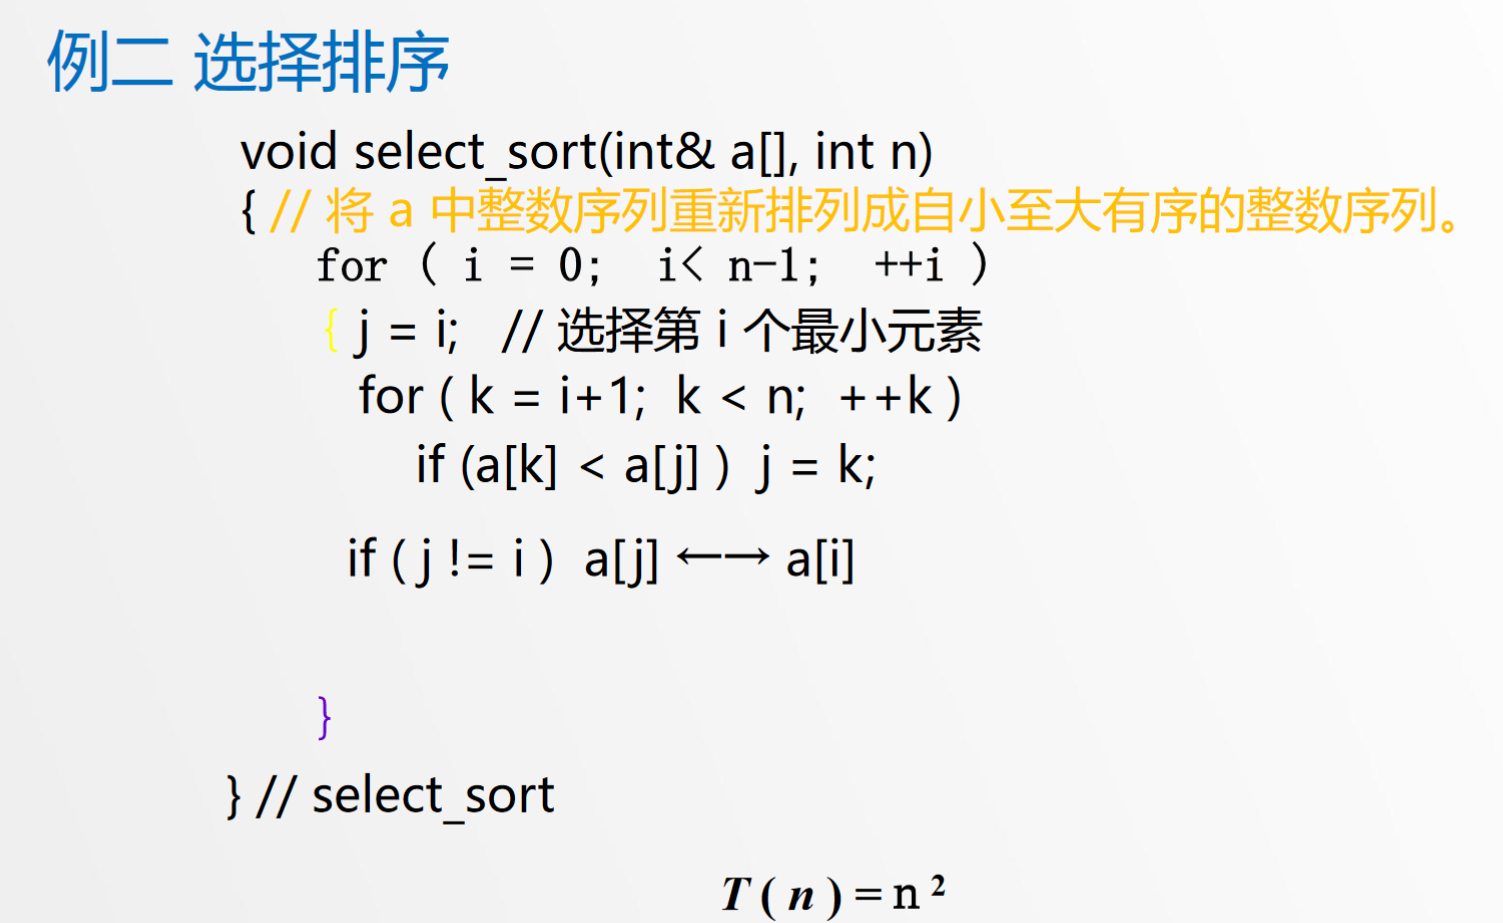 例二 选择排序
void select_sort(int& a[], int n)
{ // 将 a 中整数序列重新排列成自小至大有序的整数序列。
for ( i = 0; i< n-1; ++i )
{ j = i; // 选择第 i 个最小元素
for ( k = i+1; k < n; ++k )
if (a[k] < a[j] ) j = k;
if ( j != i ) a[j] ←→ a[i]
}
} // select_sort
T ( n ) = n ²